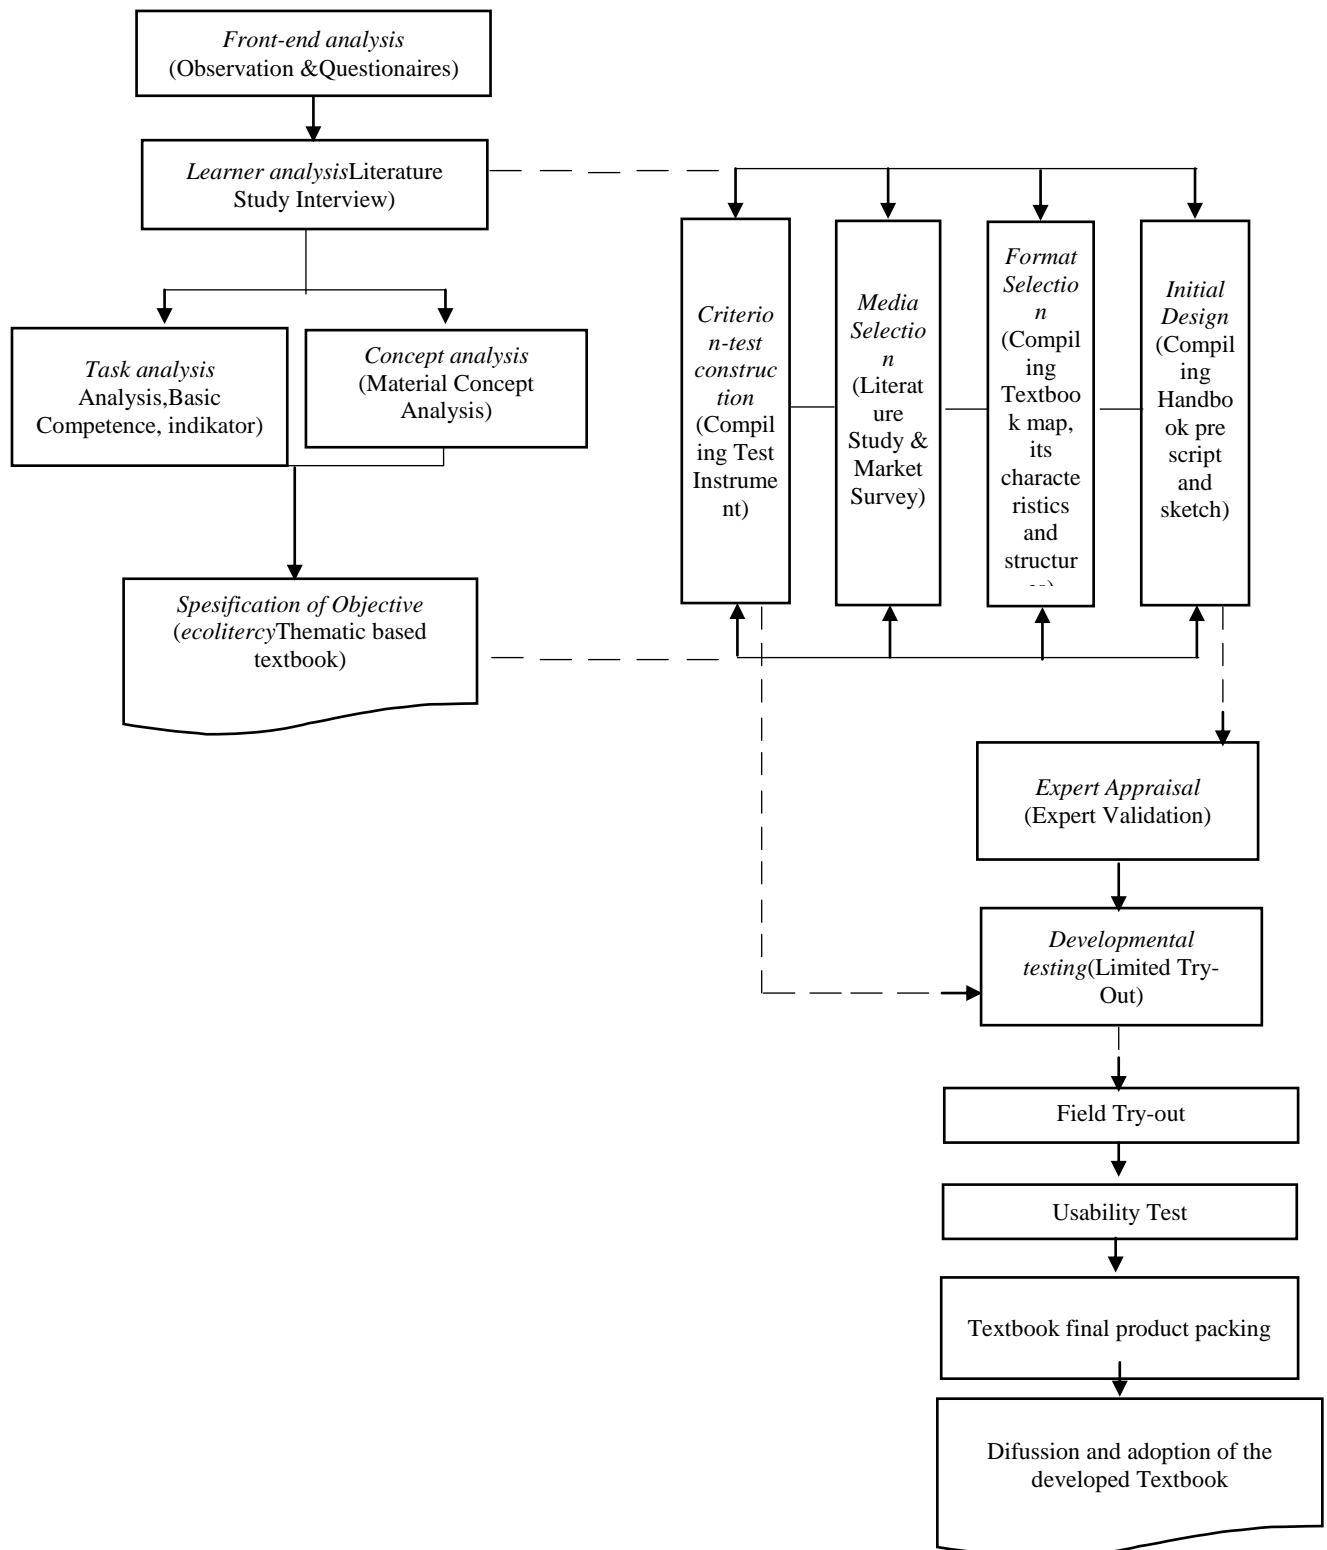 Front-end analysis
(Observation &Questionaires)
Learner analysisLiterature
Study Interview)
Task analysis
Analysis,Basic
Competence, indikator)
Concept analysis
(Material Concept
Analysis)
Spesification of Objective
(ecolitercyThematic based
textbook)
Criterio
n-test
construc
tion
(Compil
ing Test
Instrume
nt)
Media
Selectio
n
(Literat
ure
Study &
Market
Survey)
Format
Selectio
n
(Compil
ing
Textboo
k map,
its
characte
ristics
and
structur
Initial
Design
(Compil
ing
Handbo
ok pre
script
and
sketch)
Expert Appraisal
(Expert Validation)
Developmental
testing(Limited Try-
Out)
Field Try-out
Usability Test
Textbook final product packing
Difussion and adoption of the
developed Textbook